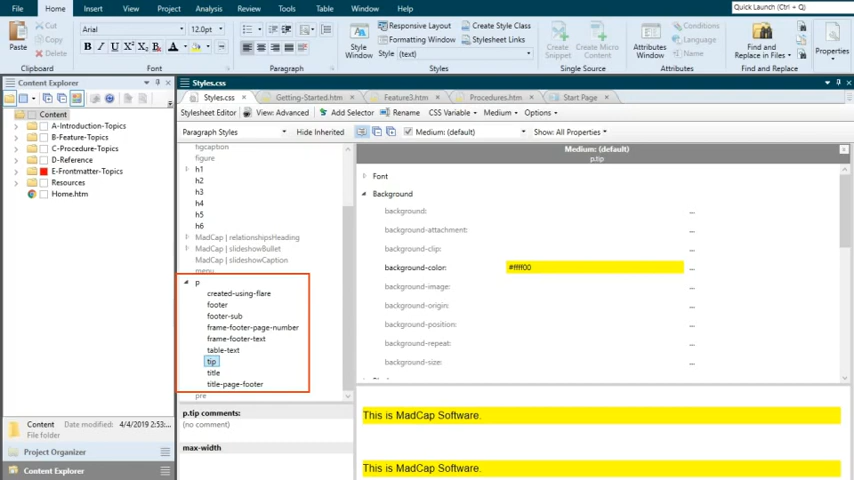 File Home Insert View Project Analysis Review Tools Table Window Help Quick Launch (Ctrl + Q)
Paste Cut Copy Delete Clipboard
Arial 12.0pt B I U Font
Paragraph
Style Window Responsive Layout Formatting Window Style (text) Create Style Class Stylesheet Links Styles
Create Snippet Create Micro Content Single Source
Attributes Window Conditions Language Variables Attributes
Find and Replace in Files Find and Replace
Properties
Content Explorer
Content
A-Introduction-Topics
B-Feature-Topics
C-Procedure-Topics
D-Reference
E-Frontmatter-Topics
Resources
Home.htm
Content Date modified: 4/4/2019 2:53:...
File folder
Project Organizer
Content Explorer
Styles.css
Styles.css Getting-Started.htm Feature3.htm Procedures.htm Start Page
Stylesheet Editor View: Advanced Add Selector Rename CSS Variable Medium Options
Paragraph Styles Hide Inherited Medium: (default) Show: All Properties
figcaption
figure
h1
h2
h3
h4
h5
h6
MadCap | relationshipsHeading
MadCap | slideshowBullet
MadCap | slideshowCaption
menu
p
created-using-flare
footer
footer-sub
frame-footer-page-number
frame-footer-text
table-text
tip
title
title-page-footer
pre
p.tip comments:
(no comment)
max-width
Medium: (default)
p.tip
Font
Background
background: ...
background-attachment: ...
background-clip: ...
background-color: #ffff00 ...
background-image: ...
background-origin: ...
background-position: ...
background-repeat: ...
background-size: ...
This is MadCap Software.
This is MadCap Software.